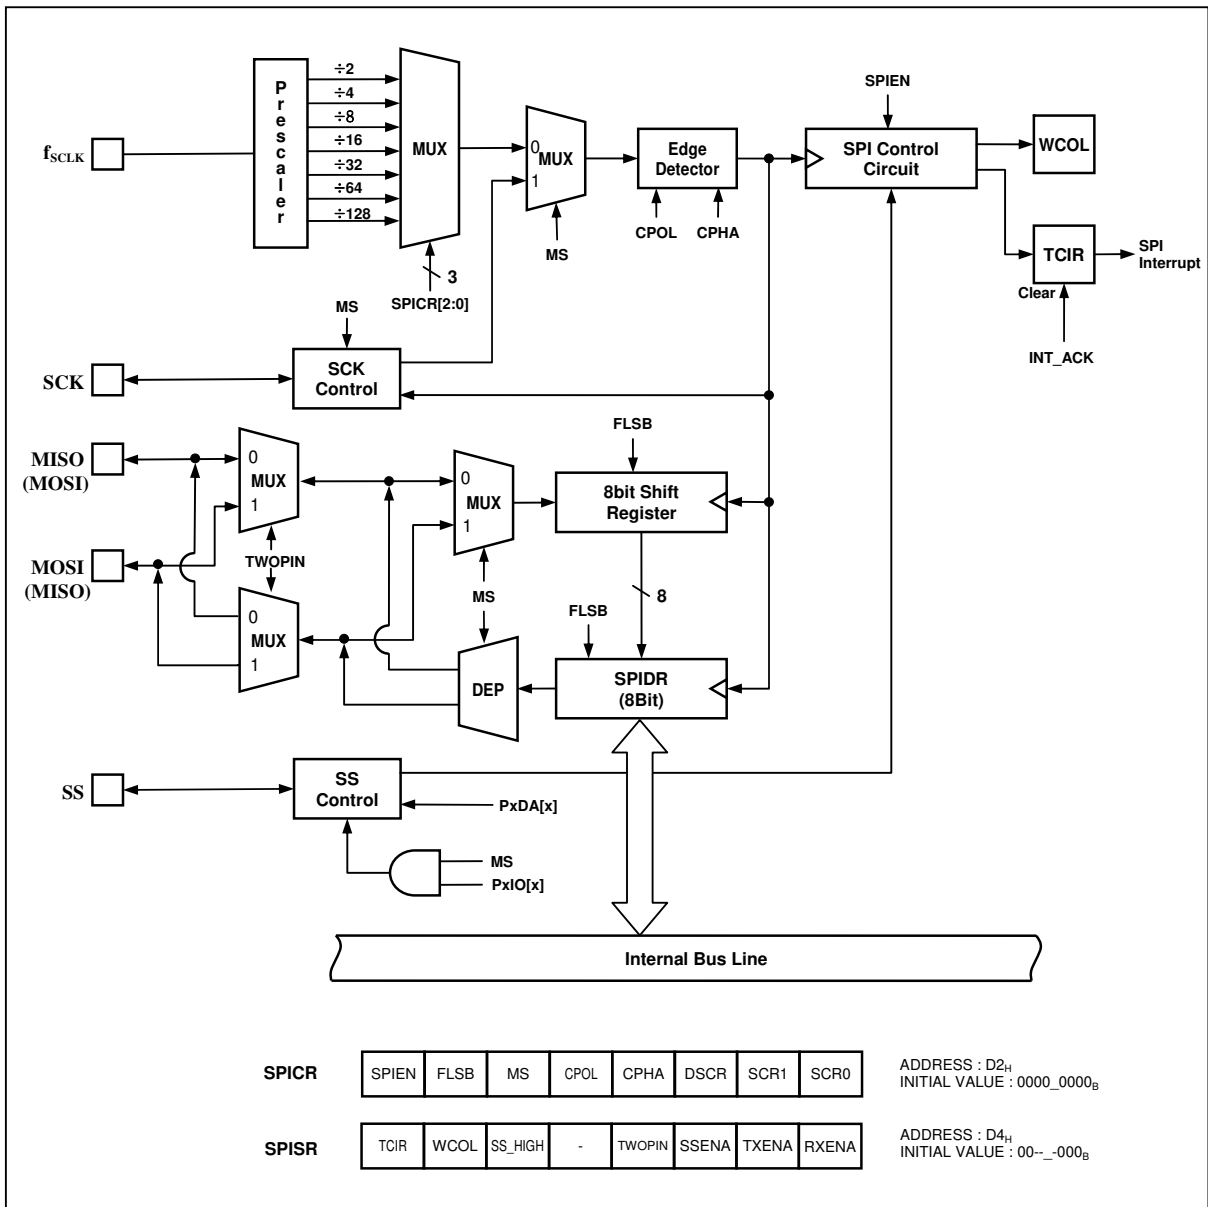 fSCLK
Prescaler
÷2
÷4
÷8
÷16
÷32
÷64
÷128
MUX
3
SPICR[2:0]
0
1
MUX
MS
Edge
Detector
CPOL
CPHA
SPIEN
SPI Control
Circuit
WCOL
TCIR
SPI
Interrupt
Clear
INT_ACK
MS
SCK
SCK
Control
MISO
(MOSI)
0
MUX
1
MOSI
(MISO)
TWOPIN
0
MUX
1
0
MUX
1
MS
FLSB
8bit Shift
Register
8
FLSB
DEP
SPIDR
(8Bit)
SS
SS
Control
PxDA[x]
MS
PxIO[x]
Internal Bus Line
SPICR SPIEN FLSB MS CPOL CPHA DSCR SCR1 SCR0
ADDRESS : D2H
INITIAL VALUE : 0000_0000B
SPISR TCIR WCOL SS_HIGH - TWOPIN SSENA TXENA RXENA
ADDRESS : D4H
INITIAL VALUE : 00--_-000B